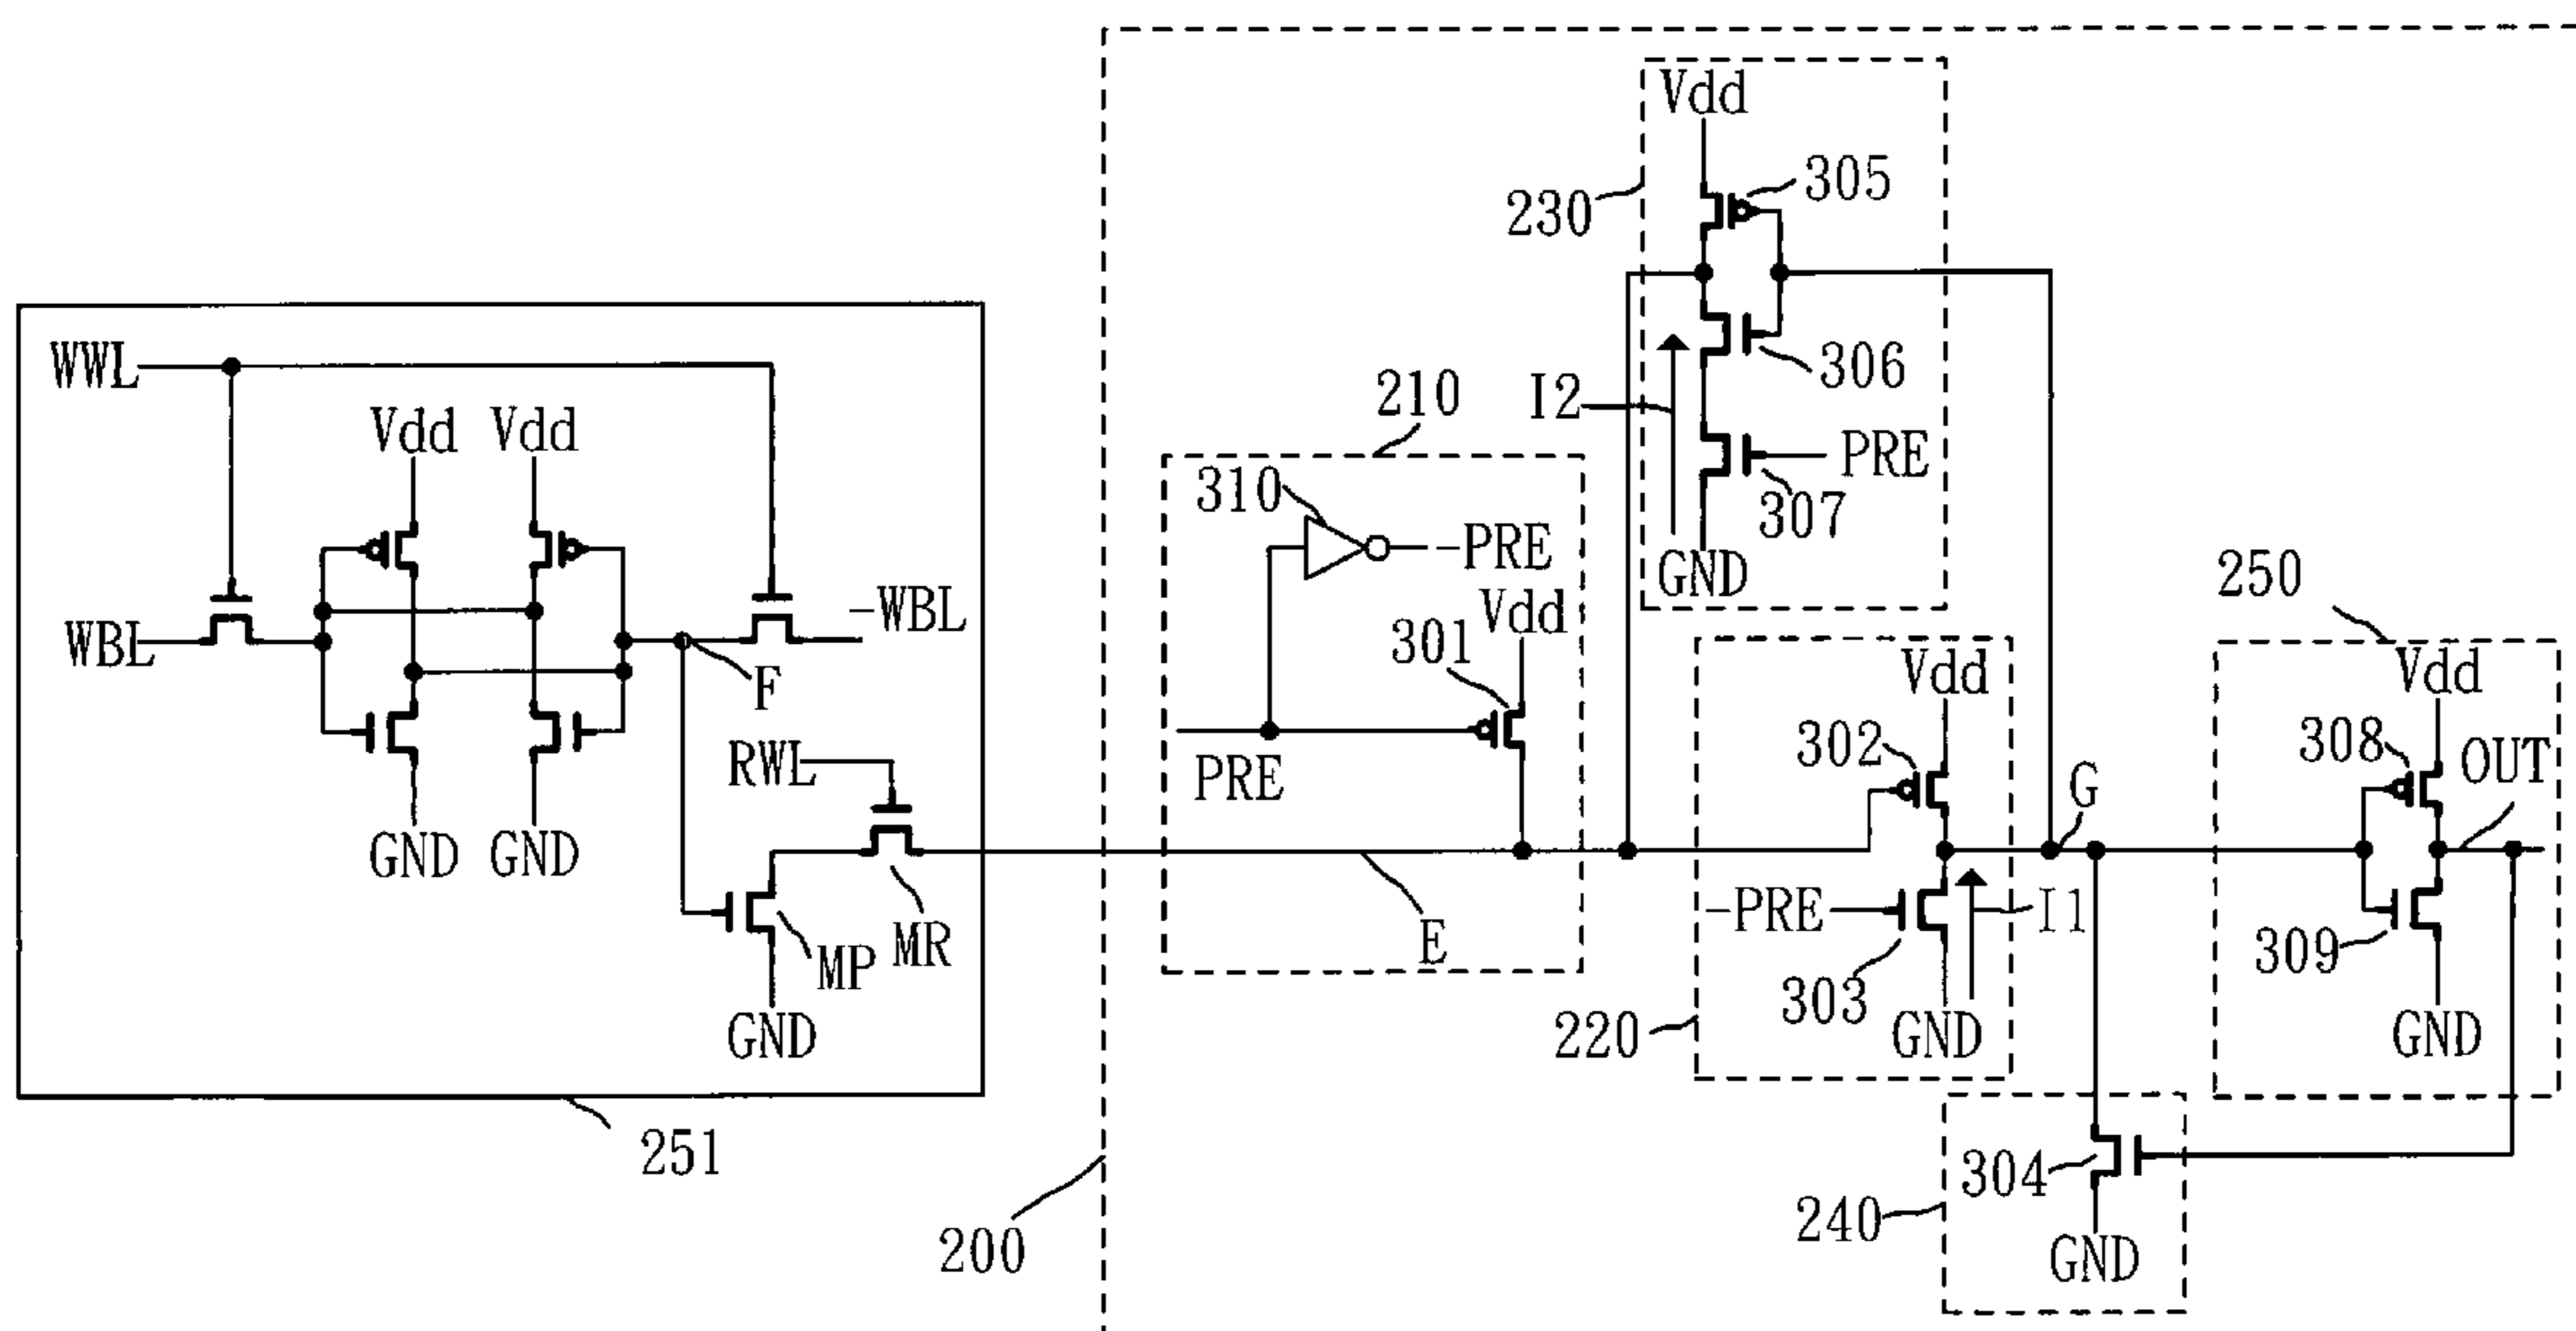 Vdd
305
230
WWL
306
I2
210
Vdd Vdd
PRE
310
307
-PRE
GND
250
Vdd
WBL
-WBL
301
Vdd
Vdd
F
302
308
OUT
RWL
PRE
G
GND GND
-PRE
I1
MR
E
309
MP
303
GND
220
GND
GND
251
304
240
200
GND